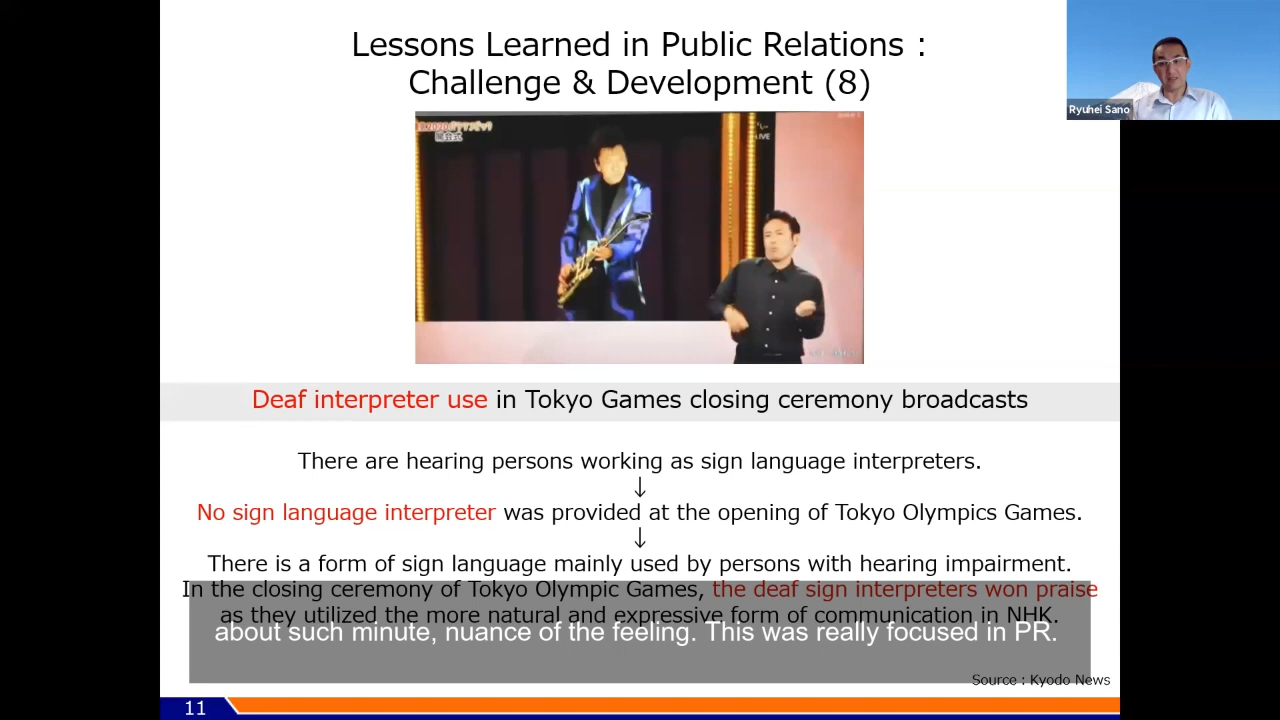 Lessons Learned in Public Relations :
Challenge & Development (8)
Ryuhei Sano
LIVE
Deaf interpreter use in Tokyo Games closing ceremony broadcasts
There are hearing persons working as sign language interpreters.
↓
No sign language interpreter was provided at the opening of Tokyo Olympics Games.
↓
There is a form of sign language mainly used by persons with hearing impairment.
In the closing ceremony of Tokyo Olympic Games, the deaf sign interpreters won praise
as they utilized the more natural and expressive form of communication in NHK.
about such minute, nuance of the feeling. This was really focused in PR.
Source : Kyodo News
11